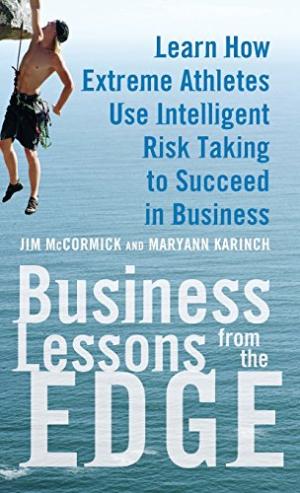 Learn How
Extreme Athletes
Use Intelligent
Risk Taking
to Succeed
in Business
JIM McCORMICK AND MARYANN KARINCH
Business
Lessons from the
EDGE